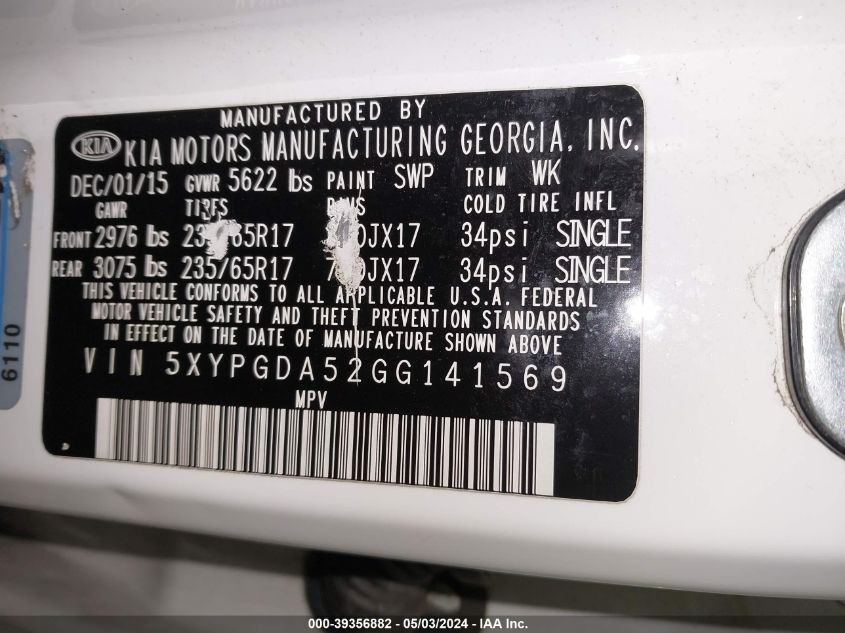 MANUFACTURED BY
KIA KIA MOTORS MANUFACTURING GEORGIA, INC.
DEC/01/15 GVWR 5622 lbs PAINT SWP TRIM WK
GAWR TIRES COLD TIRE INFL
FRONT 2976 lbs 34psi SINGLE
REAR 3075 lbs 235/65R17 34psi SINGLE
THIS VEHICLE CONFORMS TO ALL APPLICABLE U.S.A. FEDERAL
MOTOR VEHICLE SAFETY AND THEFT PREVENTION STANDARDS
IN EFFECT ON THE DATE OF MANUFACTURE SHOWN ABOVE
VIN 5XYPGDA52GG141569
MPV
6110
000-39356882 - 05/03/2024 - IAA Inc.